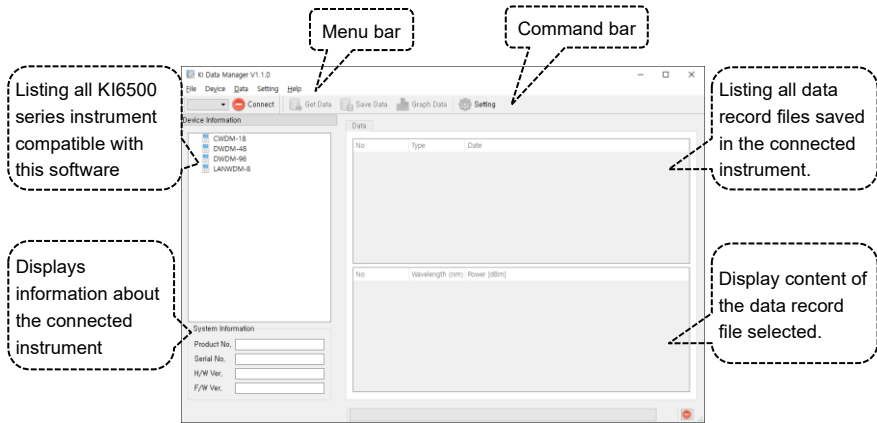 Menu bar
Command bar
Listing all KI6500
series instrument
compatible with
this software
Displays
information about
the connected
instrument
KI Data Manager V1.1.0
File Device Data Setting Help
Connect Get Data Save Data Graph Data Setting
Device Information
CWDM-18
DWDM-48
DWDM-96
LANWDM-8
System Information
Product No.
Serial No.
H/W Ver.
F/W Ver.
Data
No Type Date
No Wavelength (nm) Power [dBm]
Listing all data
record files saved
in the connected
instrument.
Display content of
the data record
file selected.